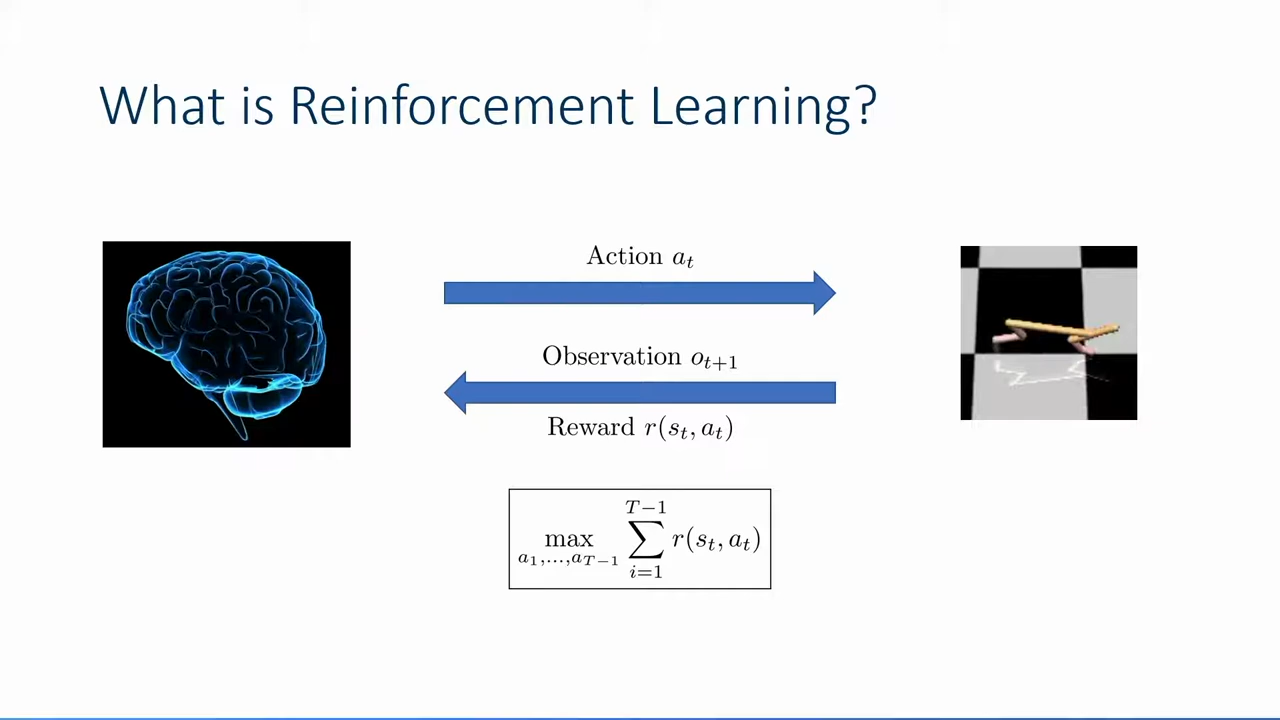 What is Reinforcement Learning?
Action a_t
Observation o_{t+1}
Reward r(s_t, a_t)
max_{a_1,...,a_{T-1}} \sum_{i=1}^{T-1} r(s_t, a_t)